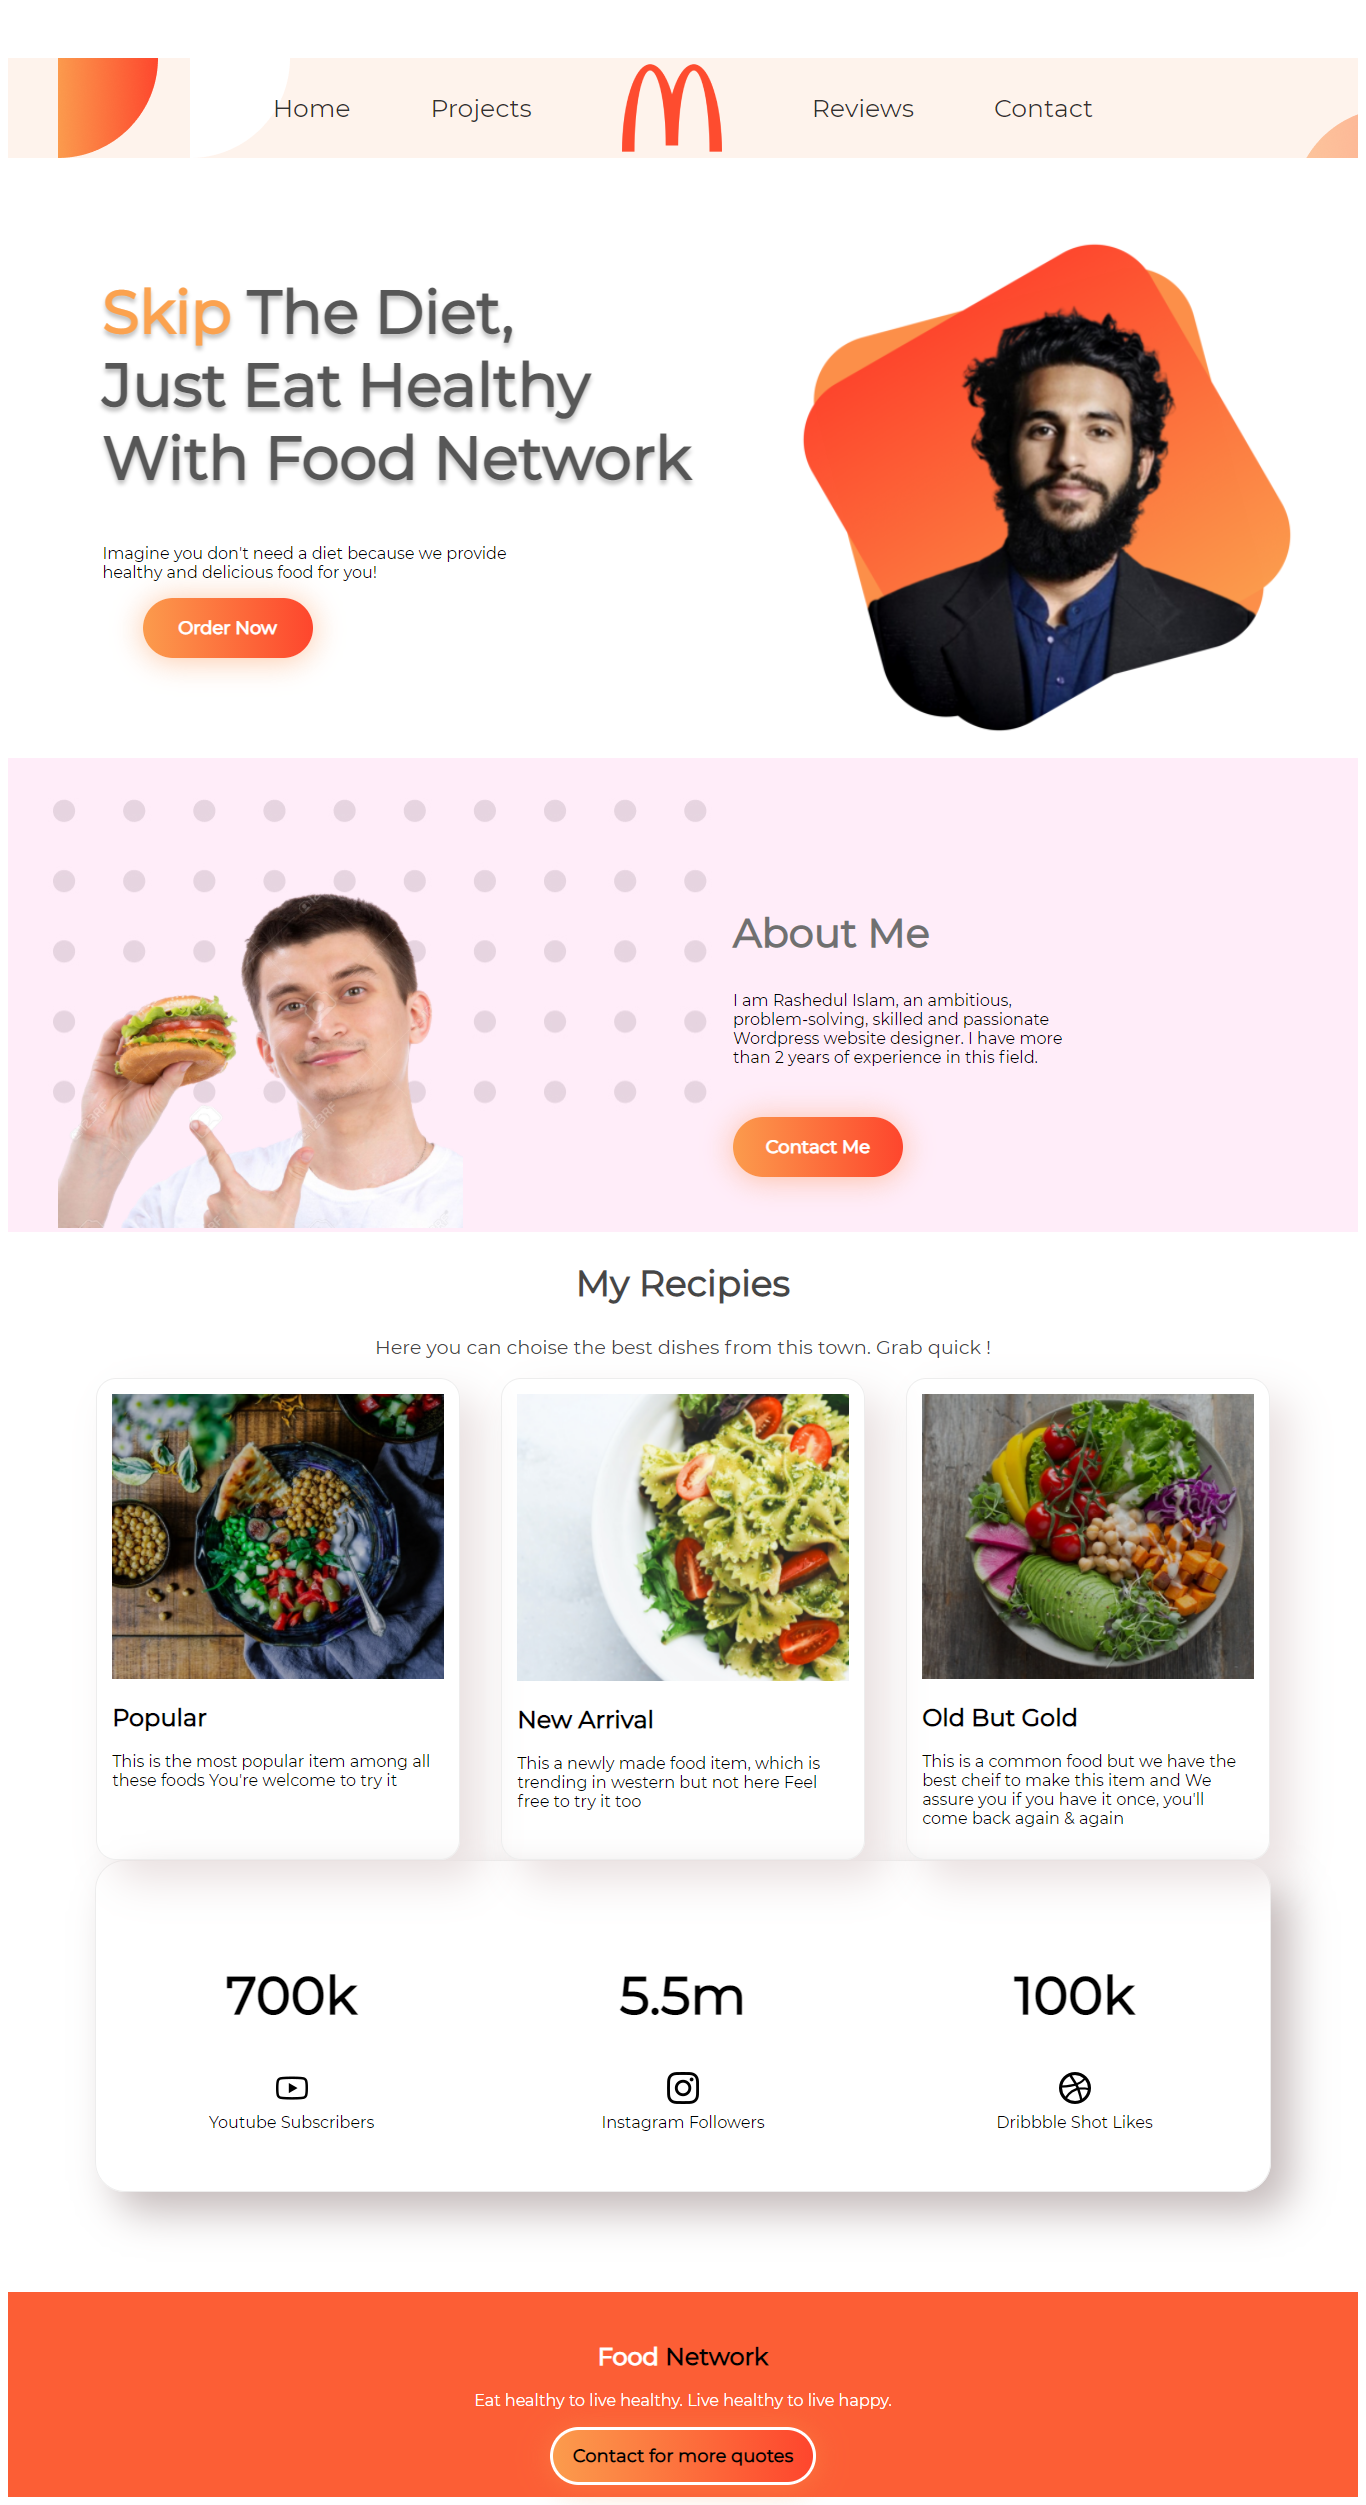 Home Projects Reviews Contact
Skip The Diet,
Just Eat Healthy
With Food Network
Imagine you don't need a diet because we provide
healthy and delicious food for you!
Order Now
About Me
I am Rashedul Islam, an ambitious,
problem-solving, skilled and passionate
Wordpress website designer. I have more
than 2 years of experience in this field.
Contact Me
My Recipies
Here you can choise the best dishes from this town. Grab quick !
Popular
This is the most popular item among all
these foods You're welcome to try it
New Arrival
This a newly made food item, which is
trending in western but not here Feel
free to try it too
Old But Gold
This is a common food but we have the
best cheif to make this item and We
assure you if you have it once, you'll
come back again & again
700k
Youtube Subscribers
5.5m
Instagram Followers
100k
Dribbble Shot Likes
Food Network
Eat healthy to live healthy. Live healthy to live happy.
Contact for more quotes